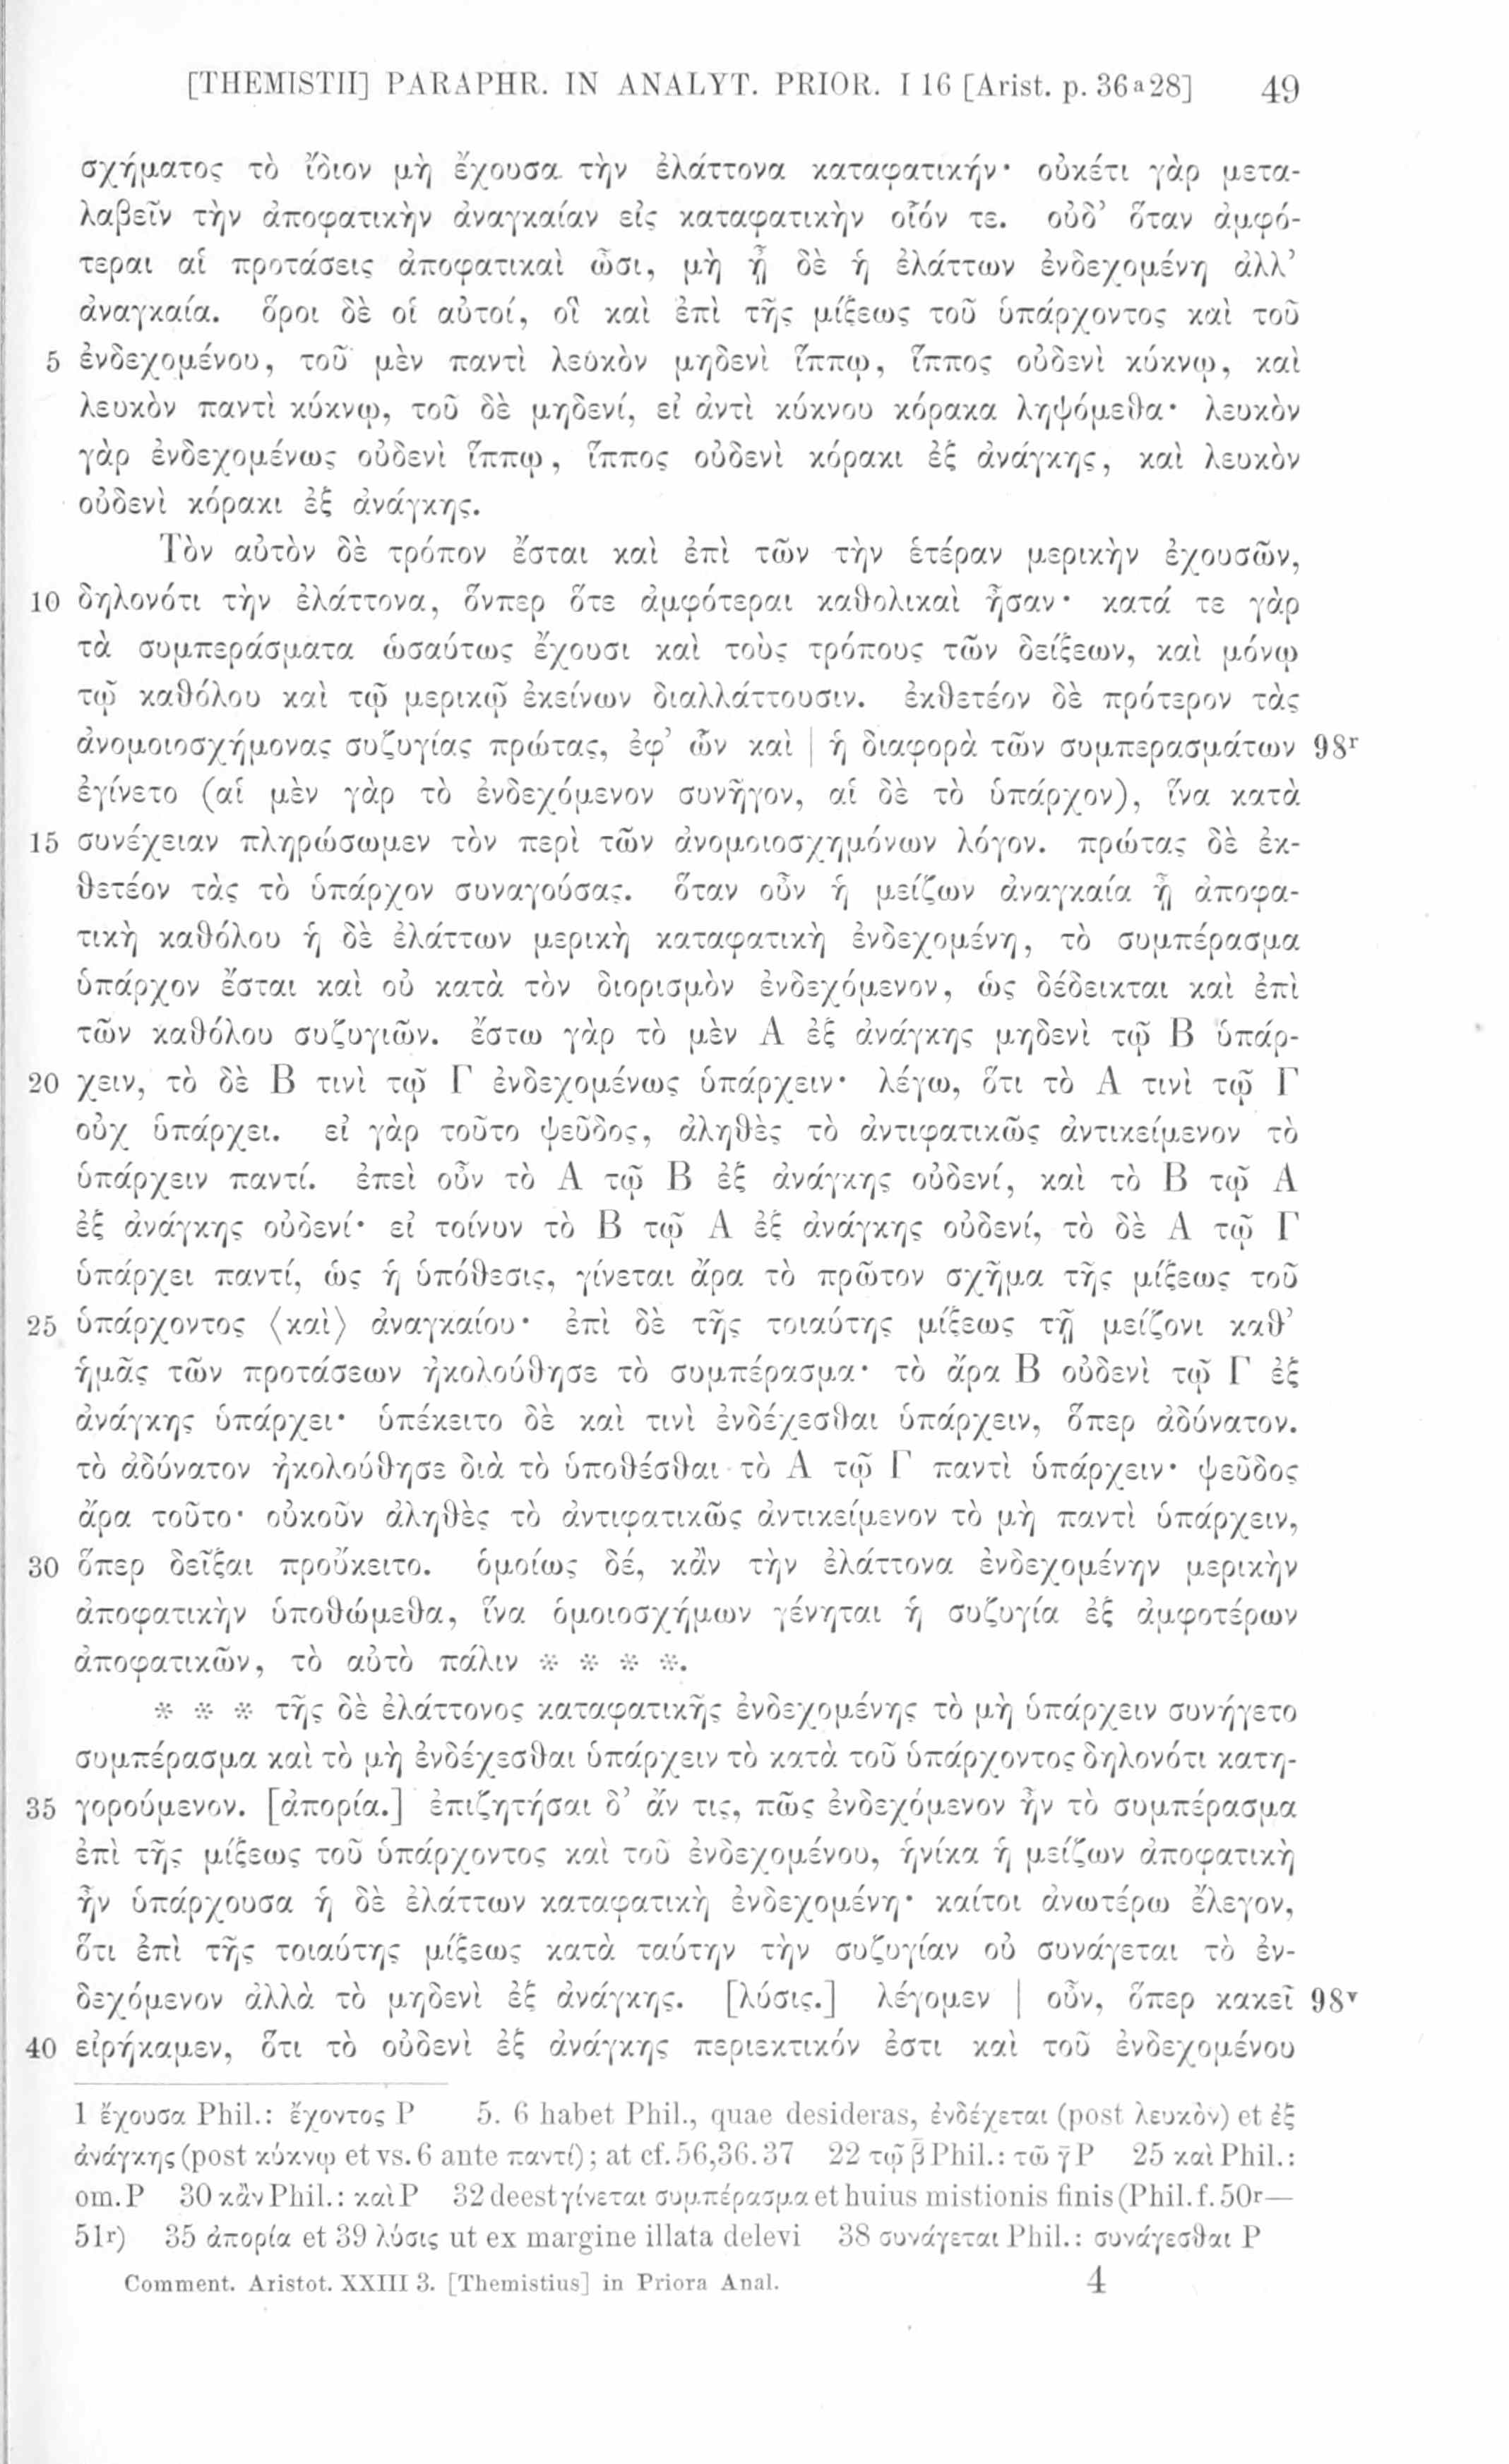 [THEMISTII] PARAPHR. IN ANALYT. PRIOR. I 16 [Arist. p. 36ª28] 49
σχήματος τὸ ἴδιον μὴ ἔχουσα τὴν ἐλάττονα καταφατικήν· οὐκέτι γὰρ μετα-
λαβεῖν τὴν ἀποφατικὴν ἀναγκαίαν εἰς καταφατικὴν οἷόν τε. οὐδ’ ὅταν ἀμφό-
τεραι αἱ προτάσεις ἀποφατικαὶ ὦσι, μὴ ᾖ δὲ ἡ ἐλάττων ἐνδεχομένη ἀλλ’
ἀναγκαία. ὅροι δὲ οἱ αὐτοί, οἳ καὶ ἐπὶ τῆς μίξεως τοῦ ὑπάρχοντος καὶ τοῦ
5 ἐνδεχομένου, τοῦ μὲν παντὶ λευκὸν μηδενὶ ἵππῳ, ἵππος οὐδενὶ κύκνῳ, καὶ
λευκὸν παντὶ κύκνῳ, τοῦ δὲ μηδενί, εἰ ἀντὶ κύκνου κόρακα ληψόμεθα· λευκὸν
γὰρ ἐνδεχομένως οὐδενὶ ἵππῳ, ἵππος οὐδενὶ κόρακι ἐξ ἀνάγκης, καὶ λευκὸν
οὐδενὶ κόρακι ἐξ ἀνάγκης.
Τὸν αὐτὸν δὲ τρόπον ἔσται καὶ ἐπὶ τῶν τὴν ἑτέραν μερικὴν ἐχουσῶν,
10 δηλονότι τὴν ἐλάττονα, ὅνπερ ὅτε ἀμφότεραι καθολικαὶ ἦσαν· κατά τε γὰρ
τὰ συμπεράσματα ὡσαύτως ἔχουσι καὶ τοὺς τρόπους τῶν δείξεων, καὶ μόνῳ
τῷ καθόλου καὶ τῷ μερικῷ ἐκείνων διαλλάττουσιν. ἐκθετέον δὲ πρότερον τὰς
ἀνομοιοσχήμονας συζυγίας πρώτας, ἐφ’ ὧν καὶ | ἡ διαφορὰ τῶν συμπερασμάτων 98ʳ
ἐγίνετο (αἱ μὲν γὰρ τὸ ἐνδεχόμενον συνῆγον, αἱ δὲ τὸ ὑπάρχον), ἵνα κατὰ
15 συνέχειαν πληρώσωμεν τὸν περὶ τῶν ἀνομοιοσχημόνων λόγον. πρώτας δὲ ἐκ-
θετέον τὰς τὸ ὑπάρχον συναγούσας. ὅταν οὖν ἡ μείζων ἀναγκαία ᾖ ἀποφα-
τικὴ καθόλου ἡ δὲ ἐλάττων μερικὴ καταφατικὴ ἐνδεχομένη, τὸ συμπέρασμα
ὑπάρχον ἔσται καὶ οὐ κατὰ τὸν διορισμὸν ἐνδεχόμενον, ὡς δέδεικται καὶ ἐπὶ
τῶν καθόλου συζυγιῶν. ἔστω γὰρ τὸ μὲν Α ἐξ ἀνάγκης μηδενὶ τῷ Β ὑπάρ-
20 χειν, τὸ δὲ Β τινὶ τῷ Γ ἐνδεχομένως ὑπάρχειν· λέγω, ὅτι τὸ Α τινὶ τῷ Γ
οὐχ ὑπάρχει. εἰ γὰρ τοῦτο ψεῦδος, ἀληθὲς τὸ ἀντιφατικῶς ἀντικείμενον τὸ
ὑπάρχειν παντί. ἐπεὶ οὖν τὸ Α τῷ Β ἐξ ἀνάγκης οὐδενί, καὶ τὸ Β τῷ Α
ἐξ ἀνάγκης οὐδενί· εἰ τοίνυν τὸ Β τῷ Α ἐξ ἀνάγκης οὐδενί, τὸ δὲ Α τῷ Γ
ὑπάρχει παντί, ὡς ἡ ὑπόθεσις, γίνεται ἄρα τὸ πρῶτον σχῆμα τῆς μίξεως τοῦ
25 ὑπάρχοντος ⟨καὶ⟩ ἀναγκαίου· ἐπὶ δὲ τῆς τοιαύτης μίξεως τῇ μείζονι καθ’
ἡμᾶς τῶν προτάσεων ἠκολούθησε τὸ συμπέρασμα· τὸ ἄρα Β οὐδενὶ τῷ Γ ἐξ
ἀνάγκης ὑπάρχει· ὑπέκειτο δὲ καὶ τινὶ ἐνδέχεσθαι ὑπάρχειν, ὅπερ ἀδύνατον.
τὸ ἀδύνατον ἠκολούθησε διὰ τὸ ὑποθέσθαι τὸ Α τῷ Γ παντὶ ὑπάρχειν· ψεῦδος
ἄρα τοῦτο· οὐκοῦν ἀληθὲς τὸ ἀντιφατικῶς ἀντικείμενον τὸ μὴ παντὶ ὑπάρχειν,
30 ὅπερ δεῖξαι προὔκειτο. ὁμοίως δέ, κἂν τὴν ἐλάττονα ἐνδεχομένην μερικὴν
ἀποφατικὴν ὑποθώμεθα, ἵνα ὁμοιοσχήμων γένηται ἡ συζυγία ἐξ ἀμφοτέρων
ἀποφατικῶν, τὸ αὐτὸ πάλιν * * * *.
* * * τῆς δὲ ἐλάττονος καταφατικῆς ἐνδεχομένης τὸ μὴ ὑπάρχειν συνήγετο
συμπέρασμα καὶ τὸ μὴ ἐνδέχεσθαι ὑπάρχειν τὸ κατὰ τοῦ ὑπάρχοντος δηλονότι κατη-
35 γορούμενον. [ἀπορία.] ἐπιζητήσαι δ’ ἄν τις, πῶς ἐνδεχόμενον ἦν τὸ συμπέρασμα
ἐπὶ τῆς μίξεως τοῦ ὑπάρχοντος καὶ τοῦ ἐνδεχομένου, ἡνίκα ἡ μείζων ἀποφατικὴ
ἦν ὑπάρχουσα ἡ δὲ ἐλάττων καταφατικὴ ἐνδεχομένη· καίτοι ἀνωτέρω ἔλεγον,
ὅτι ἐπὶ τῆς τοιαύτης μίξεως κατὰ ταύτην τὴν συζυγίαν οὐ συνάγεται τὸ ἐν-
δεχόμενον ἀλλὰ τὸ μηδενὶ ἐξ ἀνάγκης. [λύσις.] λέγομεν | οὖν, ὅπερ κακεῖ 98ᵛ
40 εἰρήκαμεν, ὅτι τὸ οὐδενὶ ἐξ ἀνάγκης περιεκτικόν ἐστι καὶ τοῦ ἐνδεχομένου
1 ἔχουσα Phil.: ἔχοντος P 5. 6 habet Phil., quae desideras, ἐνδέχεται (post λευκὸν) et ἐξ
ἀνάγκης (post κύκνῳ et vs. 6 ante παντί); at cf. 56,36. 37 22 τῷ β̄ Phil.: τῶ γ̄ P 25 καὶ Phil.:
om. P 30 κἂν Phil.: καὶ P 32 deest γίνεται συμπέρασμα et huius mistionis finis (Phil. f. 50ʳ—
51ʳ) 35 ἀπορία et 39 λύσις ut ex margine illata delevi 38 συνάγεται Phil.: συνάγεσθαι P
Comment. Aristot. XXIII 3. [Themistius] in Priora Anal. 4